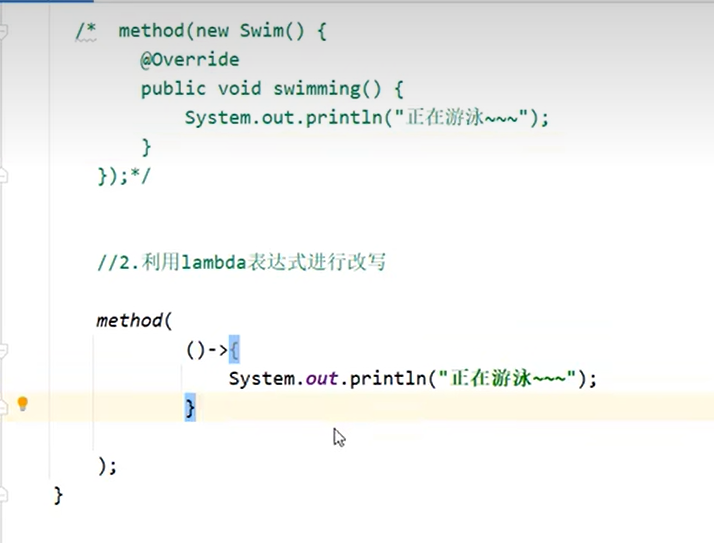 /*  method(new Swim() {
@Override
public void swimming() {
System.out.println("正在游泳~~~");
}
});*/
//2.利用lambda表达式进行改写
method(
()->{
System.out.println("正在游泳~~~");
}
);
}